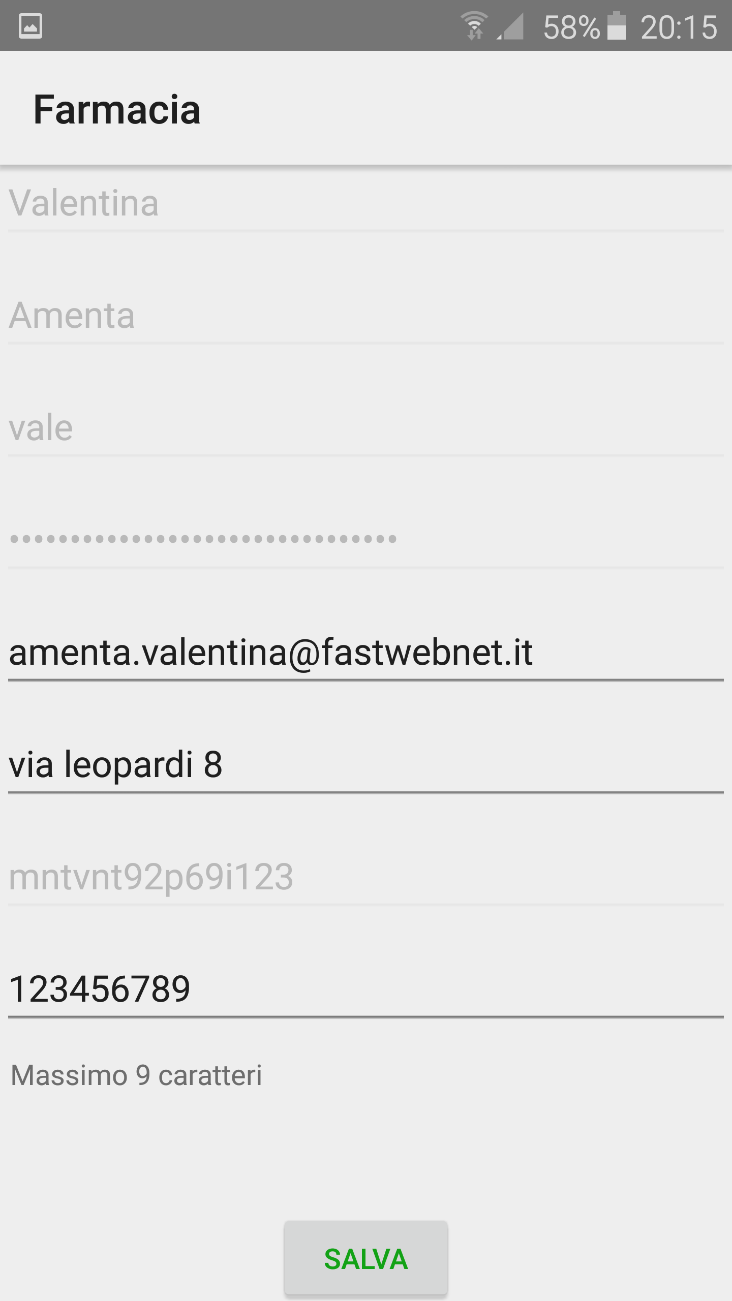 58% 20:15
Farmacia
Valentina
Amenta
vale
••••••••••••••••••••••••••••••••
amenta.valentina@fastwebnet.it
via leopardi 8
mntvnt92p69i123
123456789
Massimo 9 caratteri
SALVA